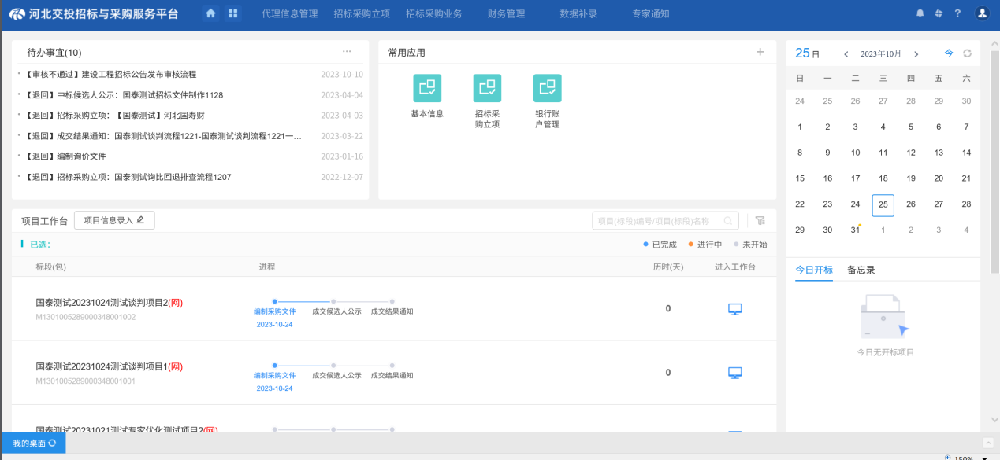 河北交投招标与采购服务平台
代理信息管理 招标采购立项 招标采购业务 财务管理 数据补录 专家通知
待办事宜(10)
【审核不通过】建设工程招标公告发布审核流程 2023-10-10
【退回】中标候选人公示：国泰测试招标文件制作1128 2023-04-04
【退回】招标采购立项：【国泰测试】河北国寿财 2023-04-03
【退回】成交结果通知：国泰测试谈判流程1221-国泰测试谈判流程1221一... 2023-03-22
【退回】编制询价文件 2023-01-16
【退回】招标采购立项：国泰测试询比回退排查流程1207 2022-12-07
常用应用
基本信息
招标采
购立项
银行账
户管理
25日 2023年10月 今
日 一 二 三 四 五 六
24 25 26 27 28 29 30
1 2 3 4 5 6 7
8 9 10 11 12 13 14
15 16 17 18 19 20 21
22 23 24 25 26 27 28
29 30 31 1 2 3 4
项目工作台 项目信息录入 项目(标段)编号/项目(标段)名称
已选： 已完成 进行中 未开始
标段(包) 进程 历时(天) 进入工作台
国泰测试20231024测试谈判项目2(网)
M1301005289000348001002
编制采购文件 成交候选人公示 成交结果通知
2023-10-24
0
国泰测试20231024测试谈判项目1(网)
M1301005289000348001001
编制采购文件 成交候选人公示 成交结果通知
2023-10-24
0
国泰测试20231021测试专家优化测试项目2(网)
今日开标 备忘录
今日无开标项目
我的桌面
150%